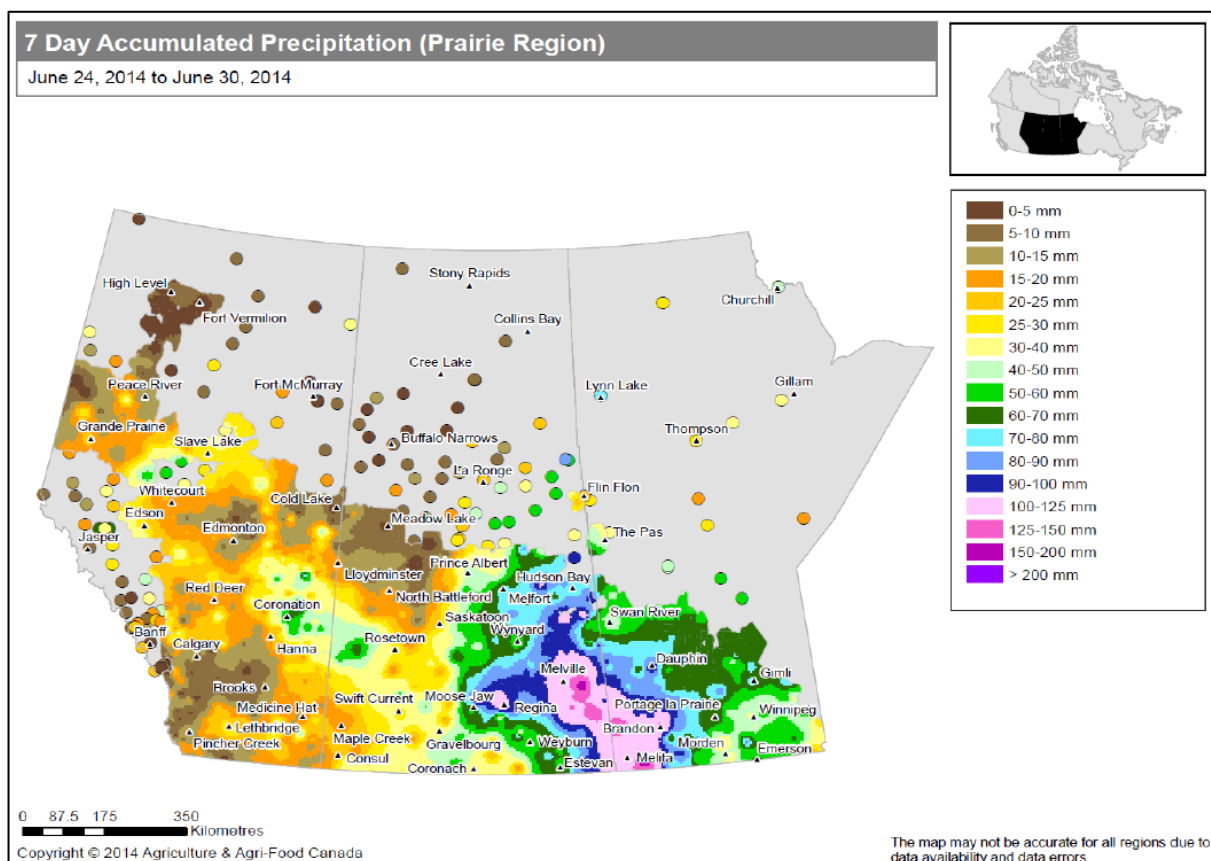 7 Day Accumulated Precipitation (Prairie Region)
June 24, 2014 to June 30, 2014
0-5 mm
5-10 mm
10-15 mm
15-20 mm
20-25 mm
25-30 mm
30-40 mm
40-50 mm
50-60 mm
60-70 mm
70-80 mm
80-90 mm
90-100 mm
100-125 mm
125-150 mm
150-200 mm
> 200 mm
High Level
Fort Vermilion
Stony Rapids
Churchill
Collins Bay
Cree Lake
Peace River
Fort McMurray
Lynn Lake
Gillam
Grande Prairie
Slave Lake
Buffalo Narrows
Thompson
La Ronge
Flin Flon
Whitecourt
Cold Lake
Edson
Edmonton
Meadow Lake
The Pas
Jasper
Lloydminster
Prince Albert
Hudson Bay
Red Deer
North Battleford
Melfort
Coronation
Saskatoon
Swan River
Banff
Calgary
Hanna
Rosetown
Wynyard
Dauphin
Melville
Gimli
Brooks
Swift Current
Moose Jaw
Regina
Portage la Prairie
Winnipeg
Medicine Hat
Lethbridge
Maple Creek
Brandon
Pincher Creek
Gravelbourg
Weyburn
Morden
Emerson
Consul
Coronach
Estevan
Melita
0 87.5 175 350
Kilometres
Copyright © 2014 Agriculture & Agri-Food Canada
The map may not be accurate for all regions due to
data availability and data errors